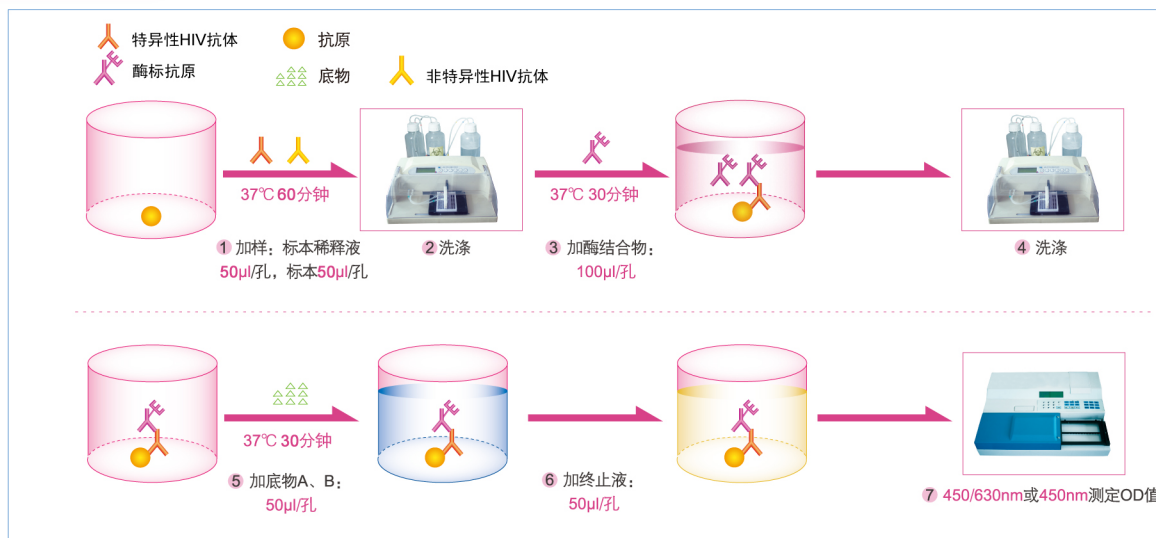 特异性HIV抗体
抗原
酶标抗原
底物
非特异性HIV抗体
37℃ 60分钟
37℃ 30分钟
1 加样：标本稀释液
50μl/孔，标本50μl/孔
2 洗涤
3 加酶结合物：
100μl/孔
4 洗涤
37℃ 30分钟
5 加底物A、B：
50μl/孔
6 加终止液：
50μl/孔
7 450/630nm或450nm测定OD值